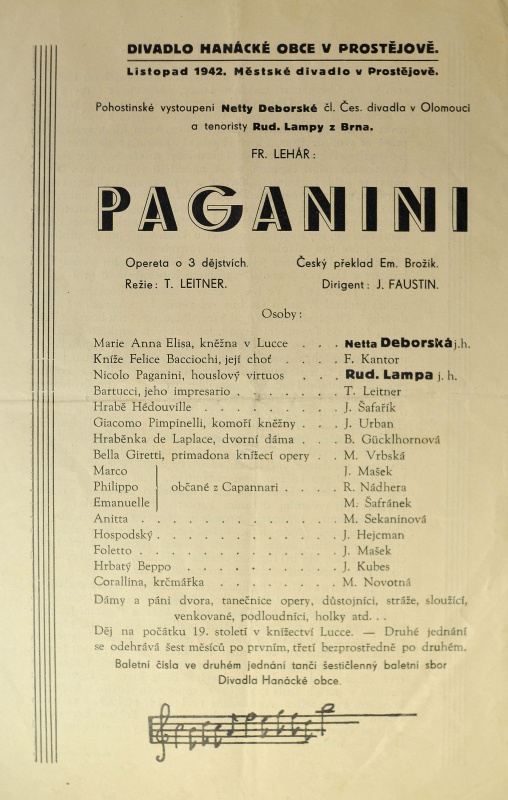 DIVADLO HANÁCKÉ OBCE V PROSTĚJOVĚ.
Listopad 1942. Městské divadlo v Prostějově.
Pohostinské vystoupení Netty Deborské čl. Čes. divadla v Olomouci
a tenoristy Rud. Lampy z Brna.
FR. LEHÁR:
PAGANINI
Opereta o 3 dějstvích. Český překlad Em. Brožik.
Režie: T. LEITNER. Dirigent: J. FAUSTIN.
Osoby:
Marie Anna Elisa, kněžna v Lucce . . . Netta Deborská j.h.
Kníže Felice Bacciochi, její choť . . . . F. Kantor
Nicolo Paganini, houslový virtuos . . . Rud. Lampa j. h.
Bartucci, jeho impresario . . . . . . . T. Leitner
Hrabě Hédouville . . . . . . . . J. Šafařík
Giacomo Pimpinelli, komoří kněžny . . . J. Urban
Hraběnka de Laplace, dvorní dáma . . . B. Gücklhornová
Bella Giretti, primadona knížecí opery . . M. Vrbská
Marco J. Mašek
Philippo občané z Capannari . . . . R. Nádhera
Emanuelle M. Šafránek
Anitta . . . . . . . . . . . . M. Sekaninová
Hospodský . . . . . . . . . . . J. Hejcman
Foletto . . . . . . . . . . . . J. Mašek
Hrbatý Beppo . . . . . . . . . . J. Kubes
Corallina, krčmářka . . . . . . . . M. Novotná
Dámy a páni dvora, tanečnice opery, důstojníci, stráže, sloužící,
venkované, podloudníci, holky atd. . .
Děj na počátku 19. století v knížectví Lucce. — Druhé jednání
se odehrává šest měsíců po prvním, třetí bezprostředně po druhém.
Baletní čísla ve druhém jednání tančí šestičlenný baletní sbor
Divadla Hanácké obce.